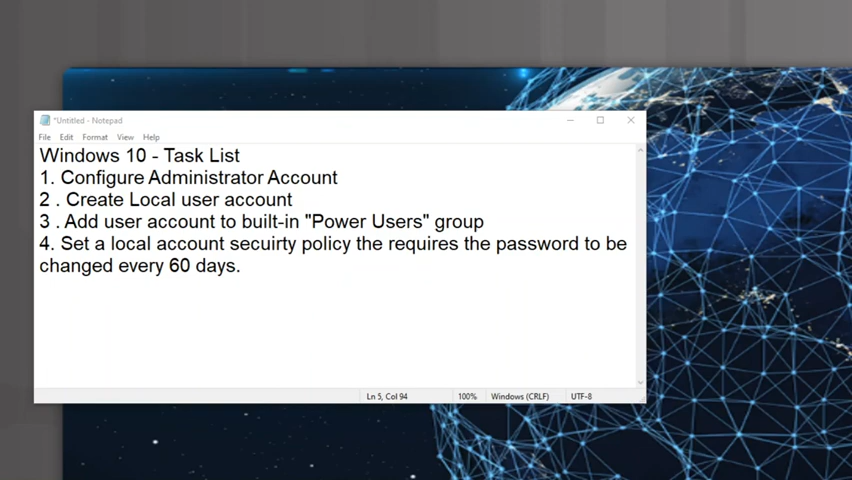 *Untitled - Notepad
File Edit Format View Help
Windows 10 - Task List
1. Configure Administrator Account
2 . Create Local user account
3 . Add user account to built-in "Power Users" group
4. Set a local account secuirty policy the requires the password to be
changed every 60 days.
Ln 5, Col 94 100% Windows (CRLF) UTF-8